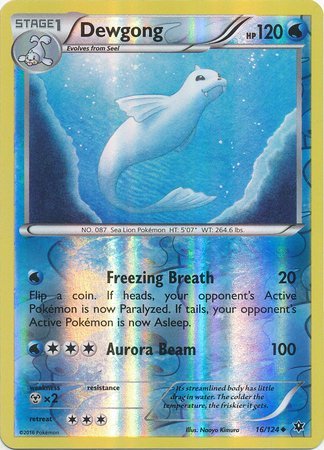 STAGE1
Dewgong
HP120
Evolves from Seel
NO. 087 Sea Lion Pokémon HT: 5'07" WT: 264.6 lbs.
Freezing Breath 20
Flip a coin. If heads, your opponent's Active
Pokémon is now Paralyzed. If tails, your opponent's
Active Pokémon is now Asleep.
Aurora Beam 100
weakness
resistance
×2
retreat
It's streamlined body has little
drag in water. The colder the
temperature, the friskier it gets.
Illus. Naoyo Kimura
16/124
©2016 Pokémon